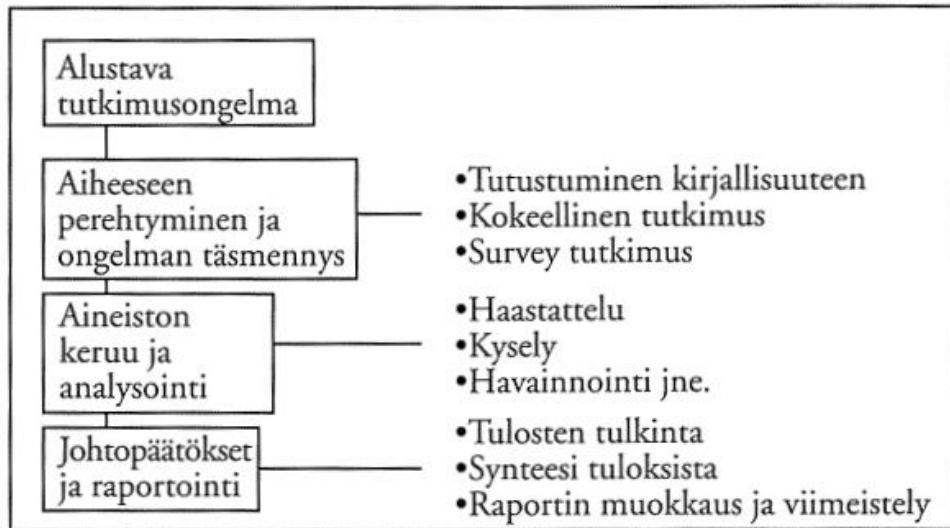 Alustava
tutkimusongelma
Aiheeseen
perehtyminen ja
ongelman täsmennys
•Tutustuminen kirjallisuuteen
•Kokeellinen tutkimus
•Survey tutkimus
Aineiston
keruu ja
analysointi
•Haastattelu
•Kysely
•Havainnointi jne.
Johtopäätökset
ja raportointi
•Tulosten tulkinta
•Synteesi tuloksista
•Raportin muokkaus ja viimeistely